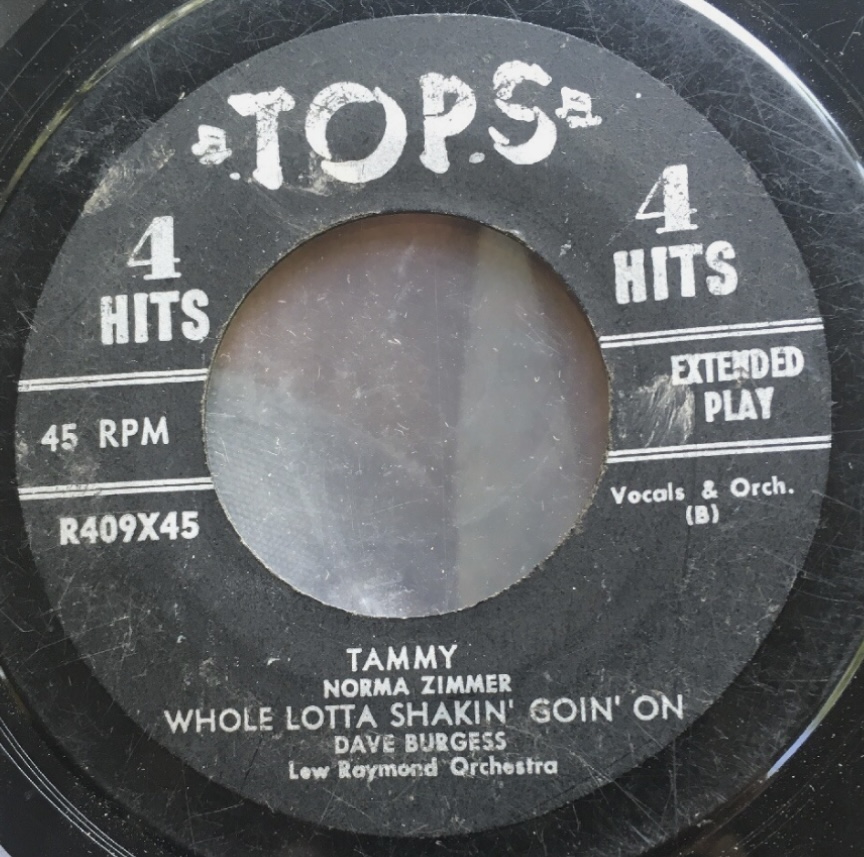 TOPS
4
HITS
4
HITS
45 RPM
EXTENDED
PLAY
R409X45
Vocals & Orch.
(B)
TAMMY
NORMA ZIMMER
WHOLE LOTTA SHAKIN' GOIN' ON
DAVE BURGESS
Lew Raymond Orchestra